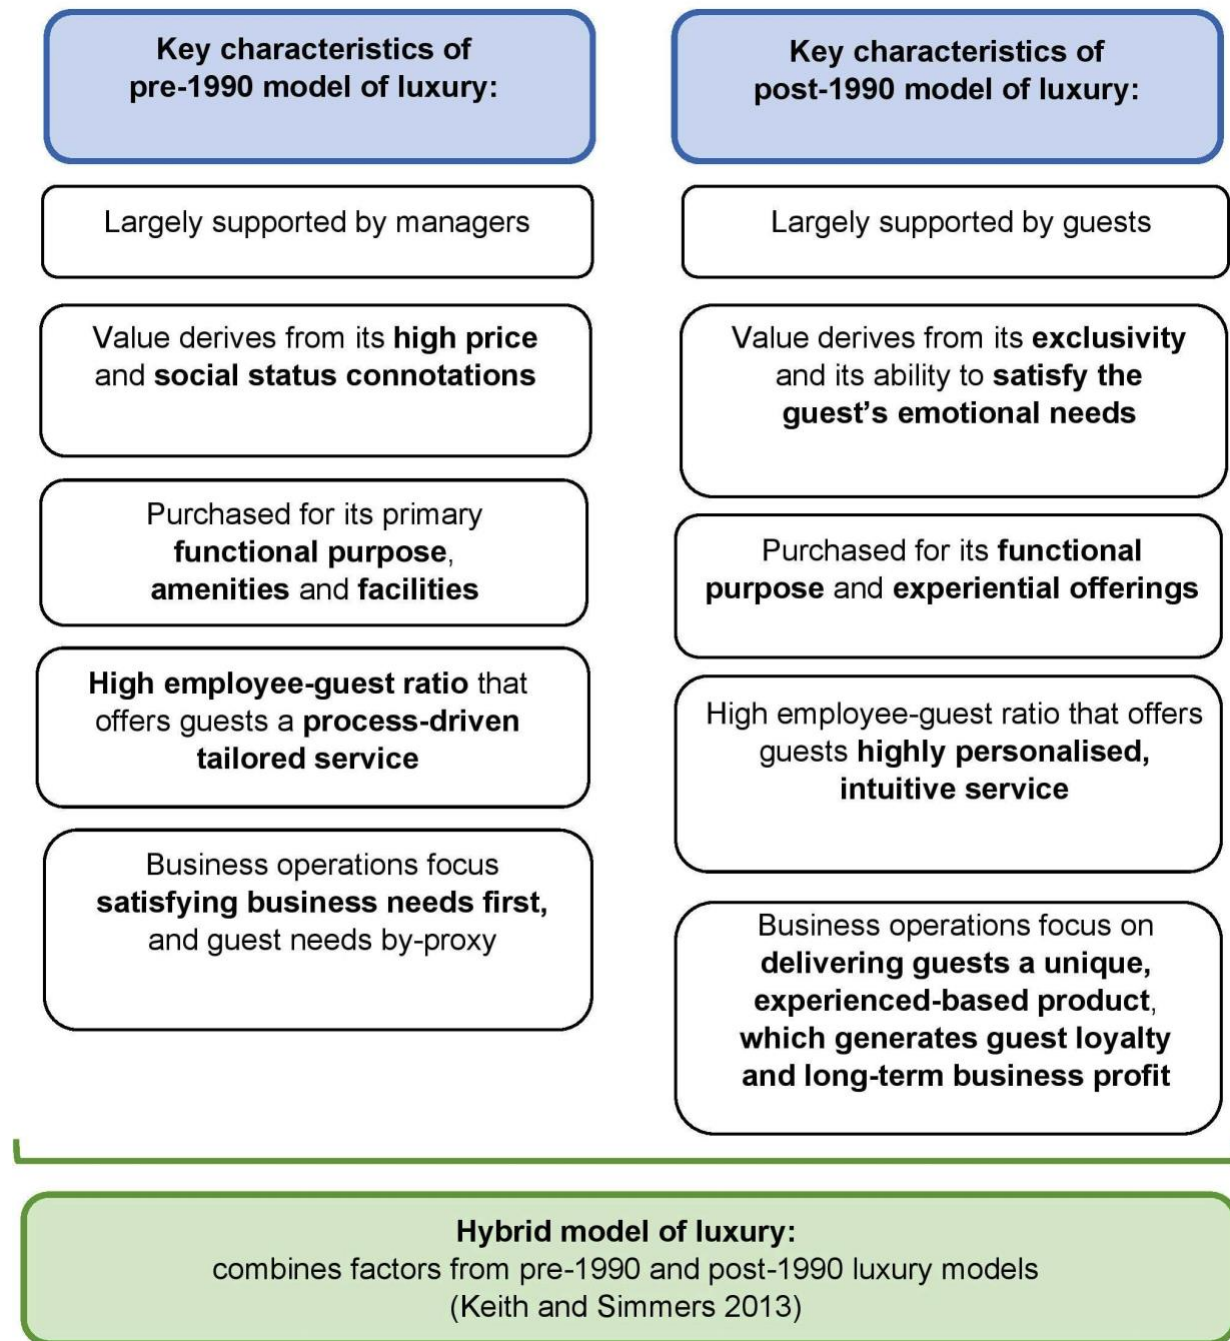 Key characteristics of
pre-1990 model of luxury:
Largely supported by managers
Value derives from its high price
and social status connotations
Purchased for its primary
functional purpose,
amenities and facilities
High employee-guest ratio that
offers guests a process-driven
tailored service
Business operations focus
satisfying business needs first,
and guest needs by-proxy
Key characteristics of
post-1990 model of luxury:
Largely supported by guests
Value derives from its exclusivity
and its ability to satisfy the
guest’s emotional needs
Purchased for its functional
purpose and experiential offerings
High employee-guest ratio that offers
guests highly personalised,
intuitive service
Business operations focus on
delivering guests a unique,
experienced-based product,
which generates guest loyalty
and long-term business profit
Hybrid model of luxury:
combines factors from pre-1990 and post-1990 luxury models
(Keith and Simmers 2013)